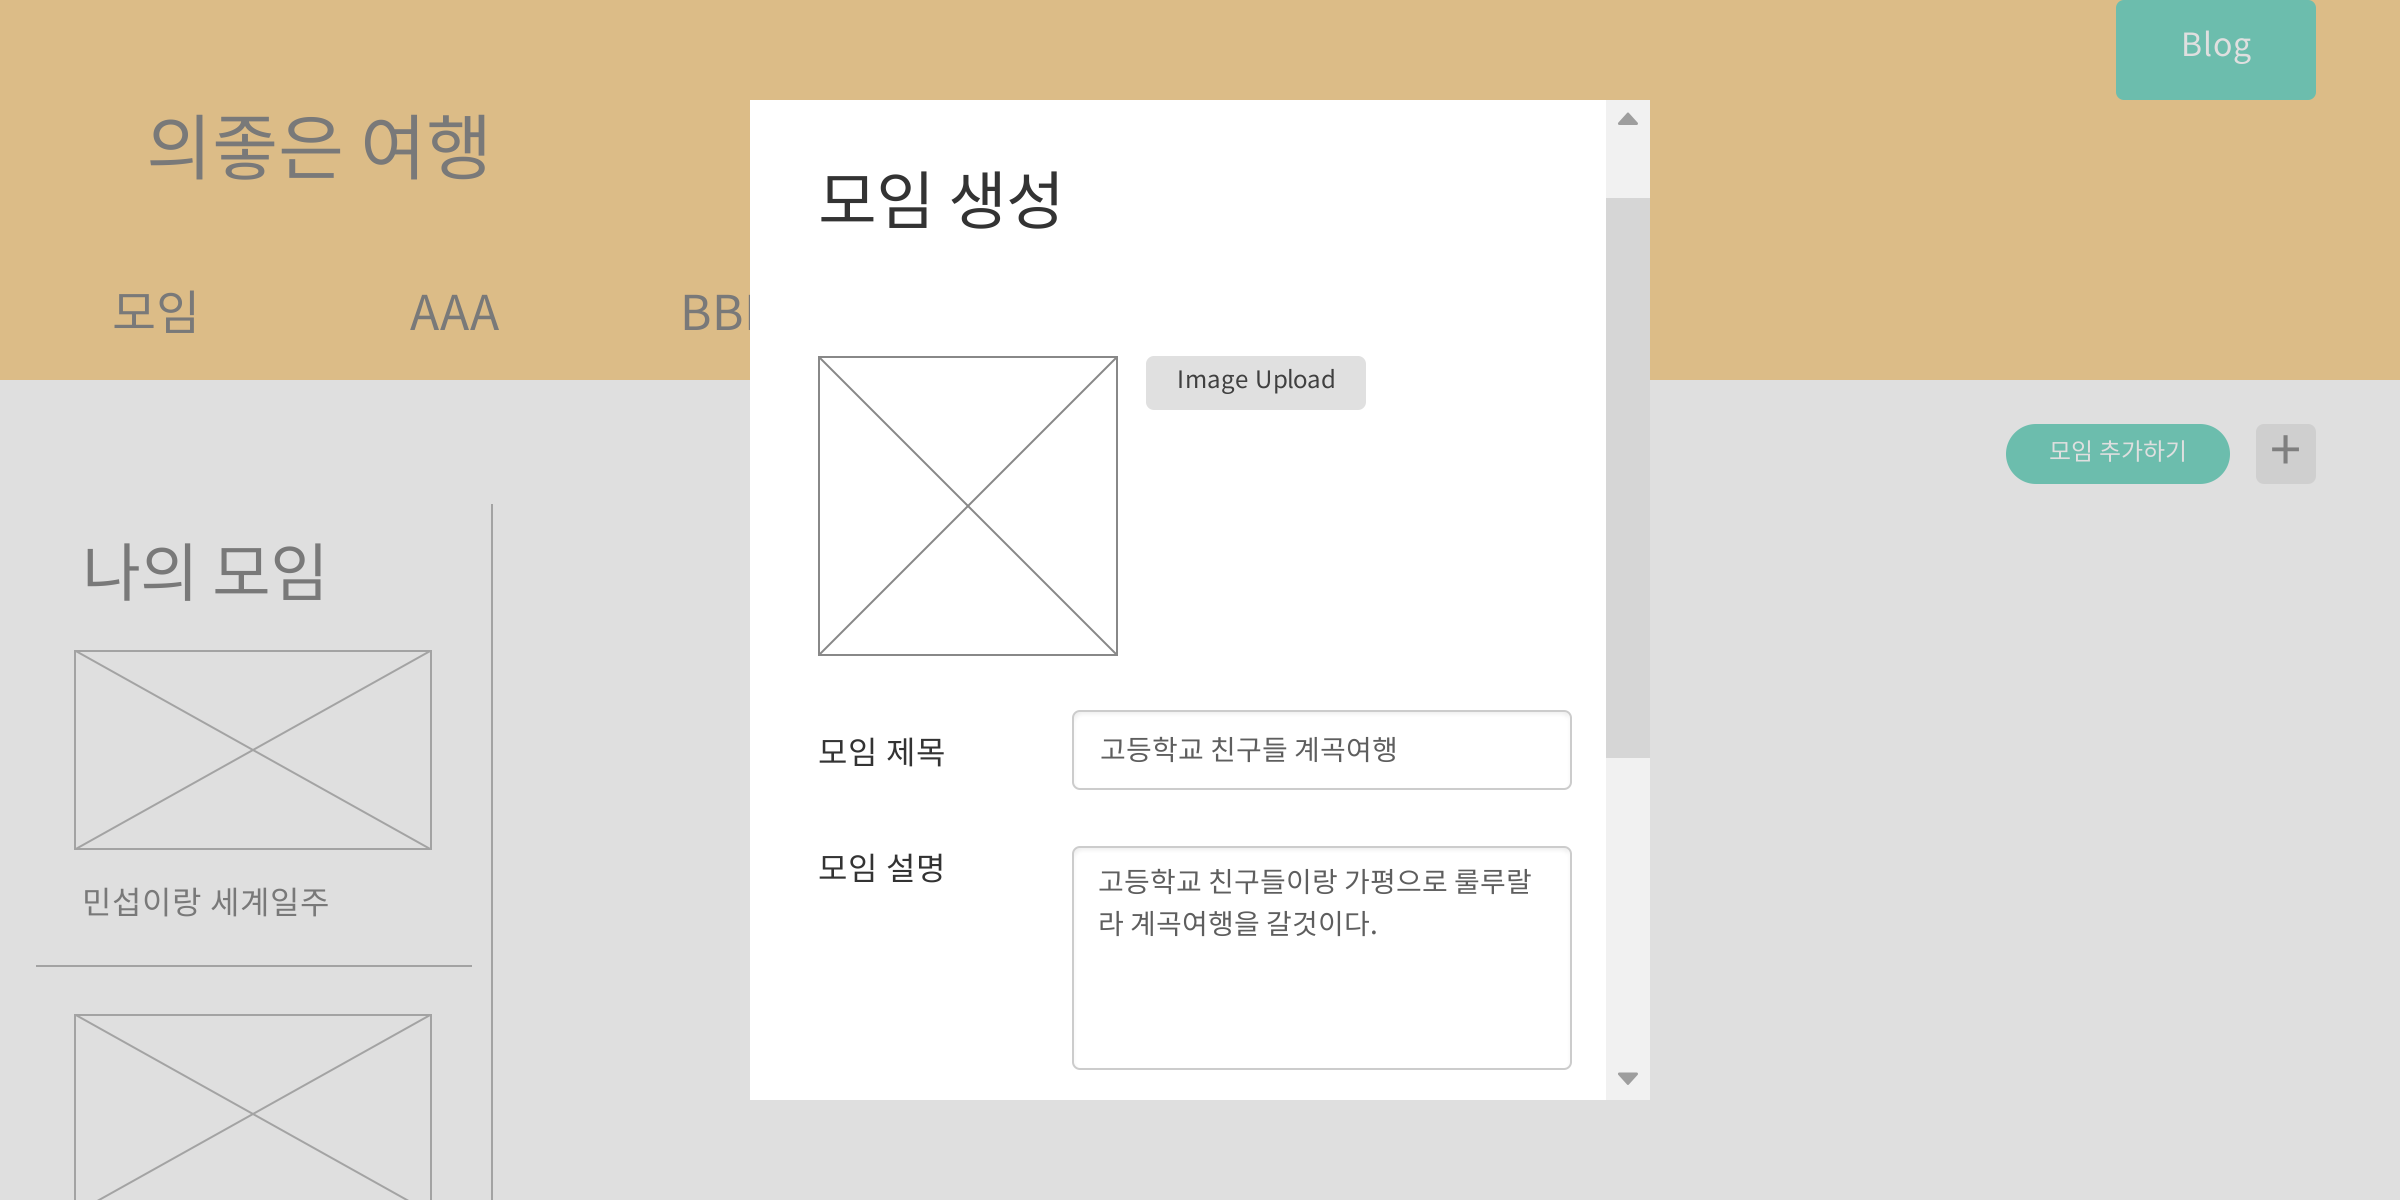 Blog
의좋은 여행
모임 AAA
모임 생성
Image Upload
모임 추가하기
+
나의 모임
모임 제목
고등학교 친구들 계곡여행
모임 설명
고등학교 친구들이랑 가평으로 룰루랄
라 계곡여행을 갈것이다.
민섭이랑 세계일주